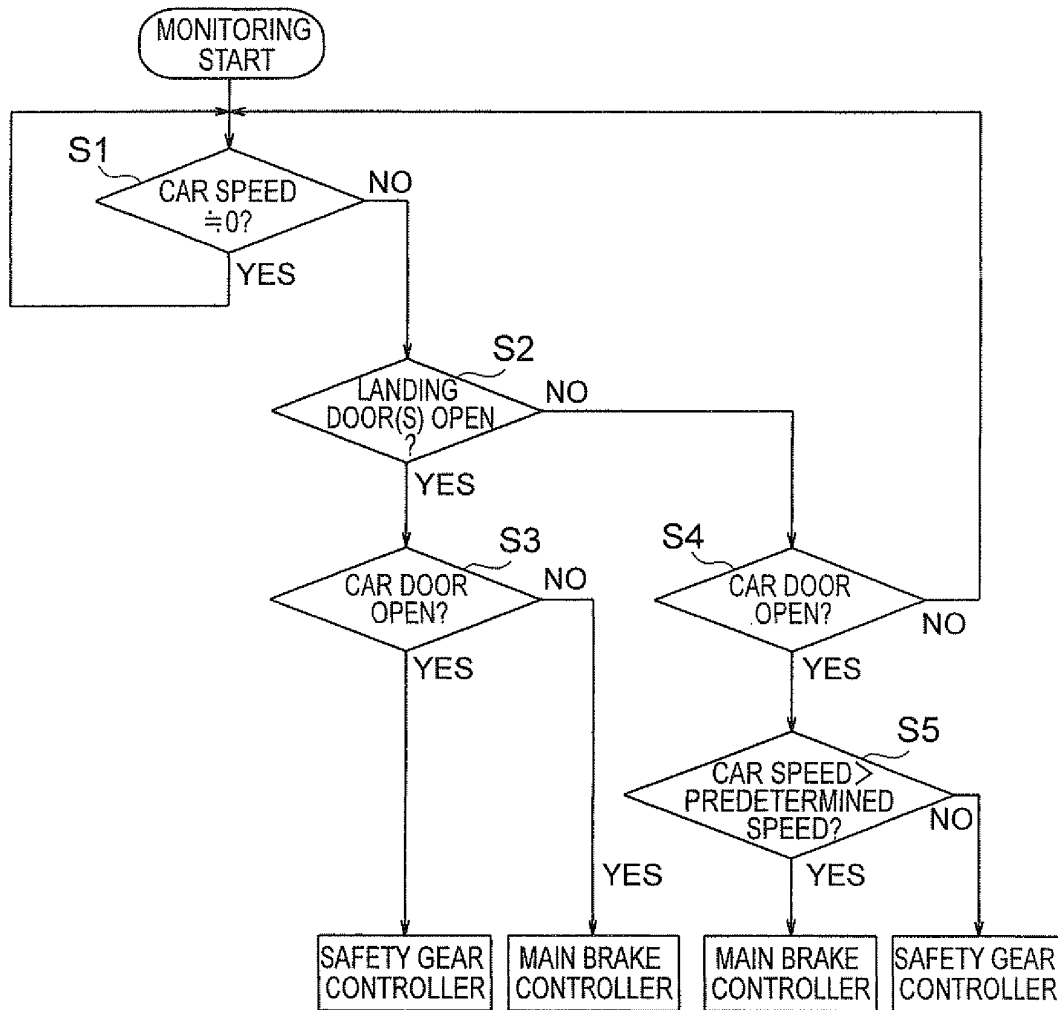 MONITORING
START
S1
CAR SPEED
≒0?
NO
YES
S2
LANDING
DOOR(S) OPEN
?
NO
YES
S3
CAR DOOR
OPEN?
NO
YES
S4
CAR DOOR
OPEN?
NO
YES
S5
CAR SPEED >
PREDETERMINED
SPEED?
NO
YES
YES
SAFETY GEAR
CONTROLLER
MAIN BRAKE
CONTROLLER
MAIN BRAKE
CONTROLLER
SAFETY GEAR
CONTROLLER